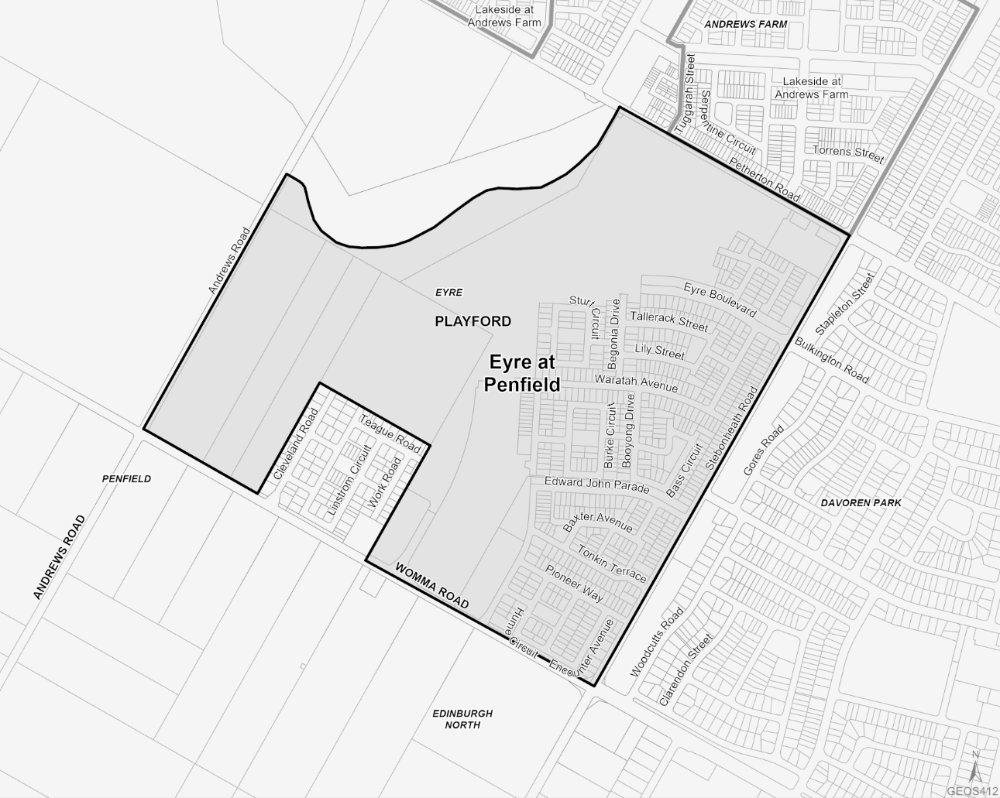 Lakeside at
Andrews Farm
ANDREWS FARM
Tuggarah Street
Lakeside at
Andrews Farm
Serpentine Circuit
Torrens Street
Petherton Road
Andrews Road
EYRE
PLAYFORD
Eyre at
Penfield
Eyre Boulevard
Stapleton Street
Sturt Circuit
Begonia Drive
Tallerack Street
Lily Street
Bulkington Road
Waratah Avenue
Burke Circuit
Booyong Drive
Stebonheath Road
Cleveland Road
Teague Road
Linstrom Circuit
Work Road
Gores Road
Bass Circuit
PENFIELD
Edward John Parade
DAVOREN PARK
Baxter Avenue
ANDREWS ROAD
Tonkin Terrace
Pioneer Way
WOMMA ROAD
Hume Circuit
Encounter Avenue
Woodcutts Road
Clarendon Street
EDINBURGH
NORTH
N
GEOS412